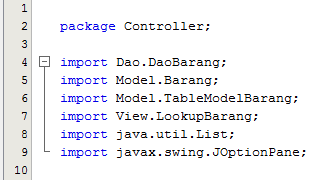 1
2 package Controller;
3
4 import Dao.DaoBarang;
5 import Model.Barang;
6 import Model.TableModelBarang;
7 import View.LookupBarang;
8 import java.util.List;
9 import javax.swing.JOptionPane;
10